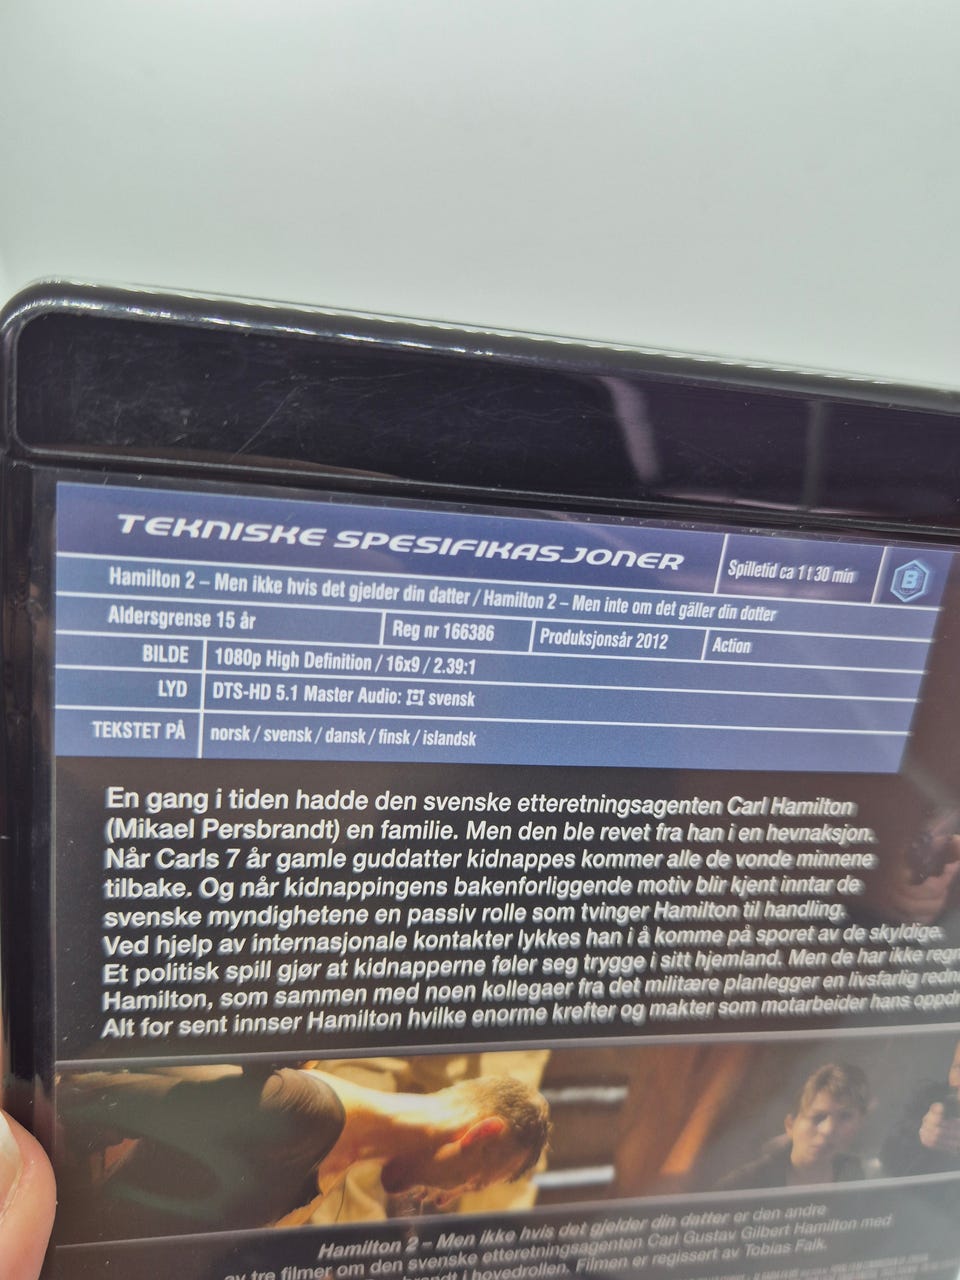 TEKNISKE SPESIFIKASJONER
Spilletid ca 1 t 30 min
B
Hamilton 2 – Men ikke hvis det gjelder din datter / Hamilton 2 – Men inte om det gäller din dotter
Aldersgrense 15 år
Reg nr 166386
Produksjonsår 2012
Action
BILDE
1080p High Definition / 16x9 / 2.39:1
LYD
DTS-HD 5.1 Master Audio: svensk
TEKSTET PÅ
norsk / svensk / dansk / finsk / islandsk
En gang i tiden hadde den svenske etteretningsagenten Carl Hamilton
(Mikael Persbrandt) en familie. Men den ble revet fra han i en hevnaksjon.
Når Carls 7 år gamle guddatter kidnappes kommer alle de vonde minnene
tilbake. Og når kidnappingens bakenforliggende motiv blir kjent inntar de
svenske myndighetene en passiv rolle som tvinger Hamilton til handling.
Ved hjelp av internasjonale kontakter lykkes han i å komme på sporet av de skyldige.
Et politisk spill gjør at kidnapperne føler seg trygge i sitt hjemland. Men de har ikke regn
Hamilton, som sammen med noen kollegaer fra det militære planlegger en livsfarlig redn
Alt for sent innser Hamilton hvilke enorme krefter og makter som motarbeider hans oppdr
Hamilton 2 – Men ikke hvis det gjelder din datter er den andre
av tre filmer om den svenske etteretningsagenten Carl Gustav Gilbert Hamilton med
i hovedrollen. Filmen er regissert av Tobias Falk.